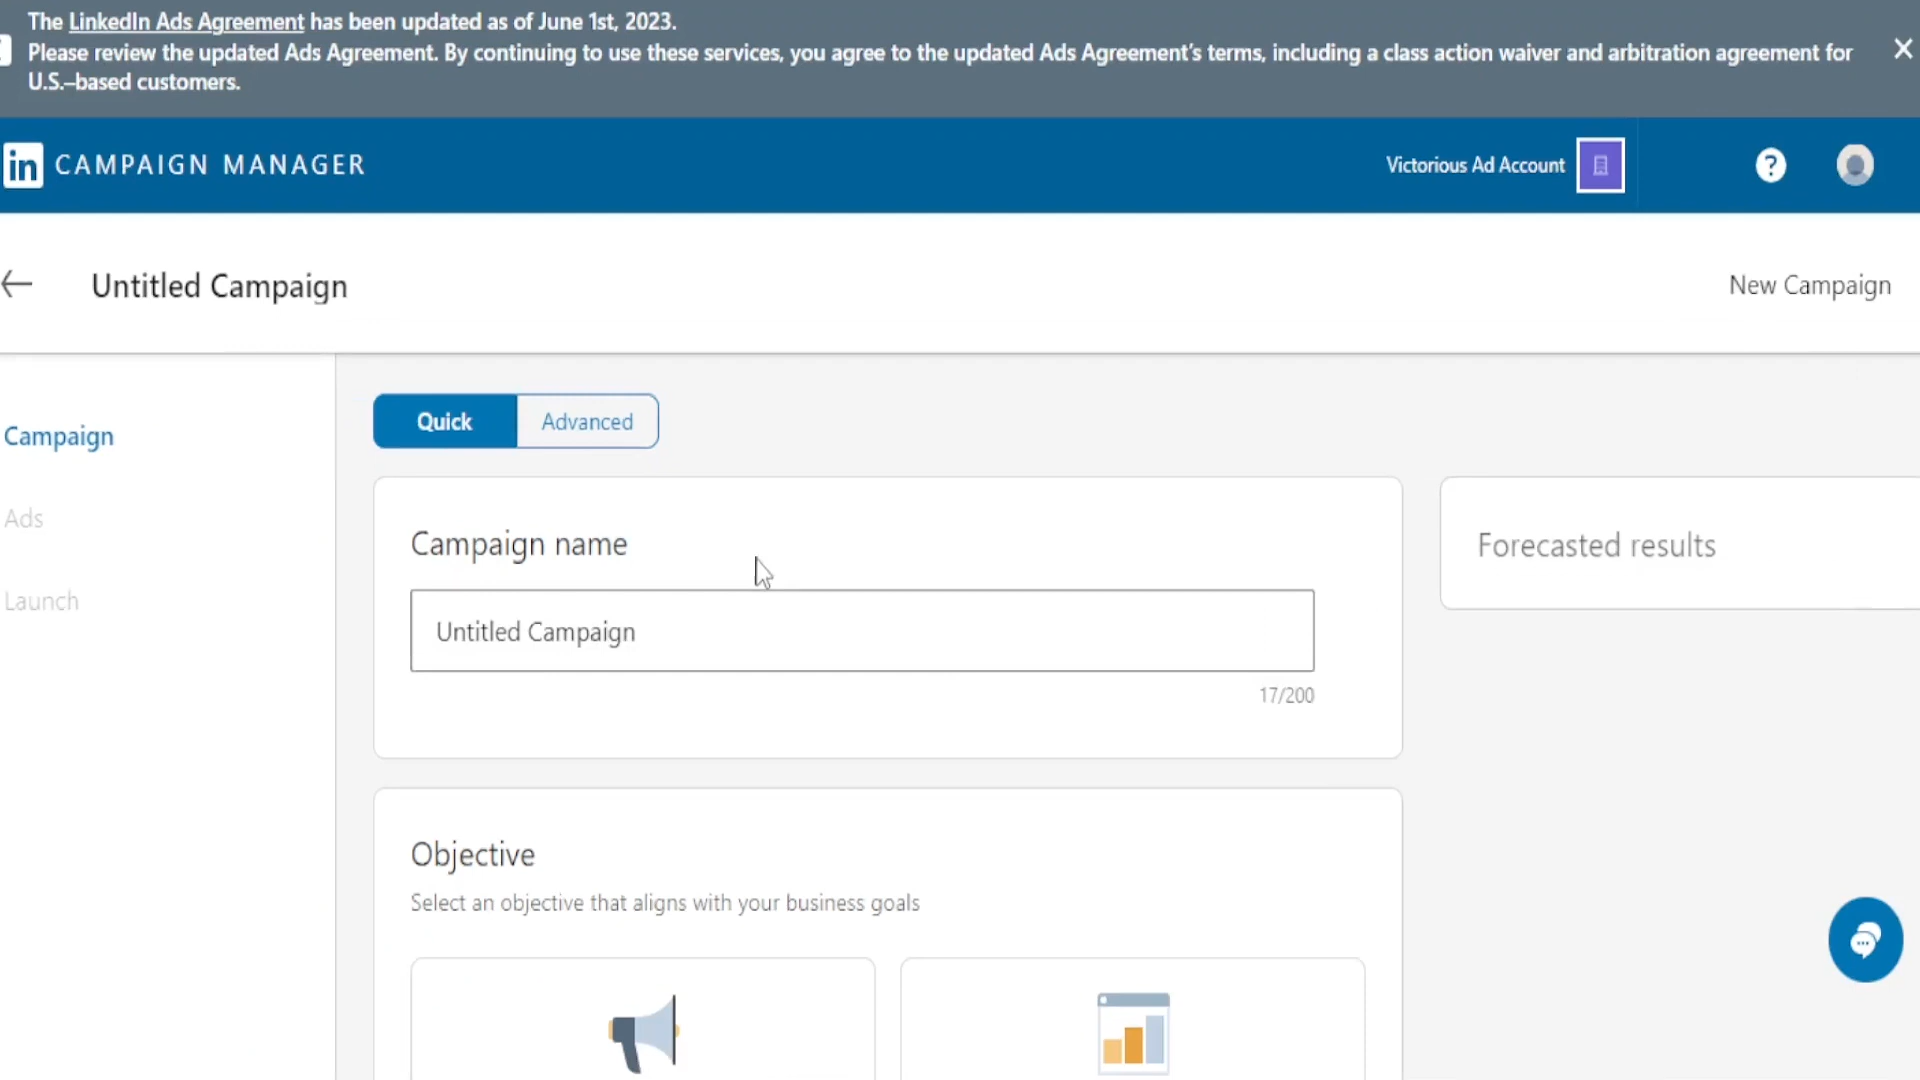 The LinkedIn Ads Agreement has been updated as of June 1st, 2023.
Please review the updated Ads Agreement. By continuing to use these services, you agree to the updated Ads Agreement's terms, including a class action waiver and arbitration agreement for
U.S.–based customers.
in CAMPAIGN MANAGER
Victorious Ad Account
?
Untitled Campaign
New Campaign
Campaign
Ads
Launch
Quick
Advanced
Campaign name
Untitled Campaign
17/200
Forecasted results
Objective
Select an objective that aligns with your business goals